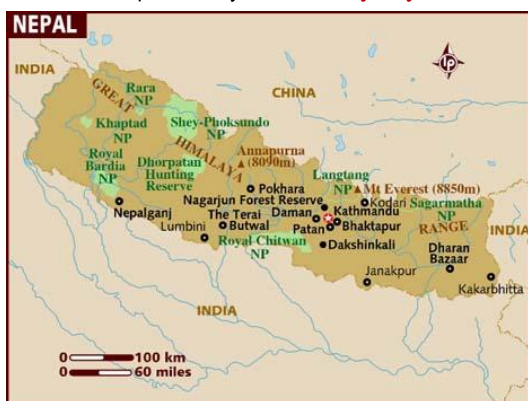 NEPAL
INDIA
GREAT
Rara
NP
CHINA
Khaptad
NP
Shey-Phoksundo
NP
HIMALAYA
Annapurna
(8090m)
Royal
Bardia
NP
Dhorpatan
Hunting
Reserve
Langtang
NP
Mt Everest (8850m)
Pokhara
Nagarjun Forest Reserve
Kodari
Sagarmatha
NP
Nepalganj
The Terai
Daman
Kathmandu
Lumbini
Butwal
Patan
Bhaktapur
RANGE
INDIA
Royal Chitwan
NP
Dakshinkali
Dharan
Bazaar
Janakpur
Kakarbhitta
INDIA
0 100 km
0 60 miles
lp